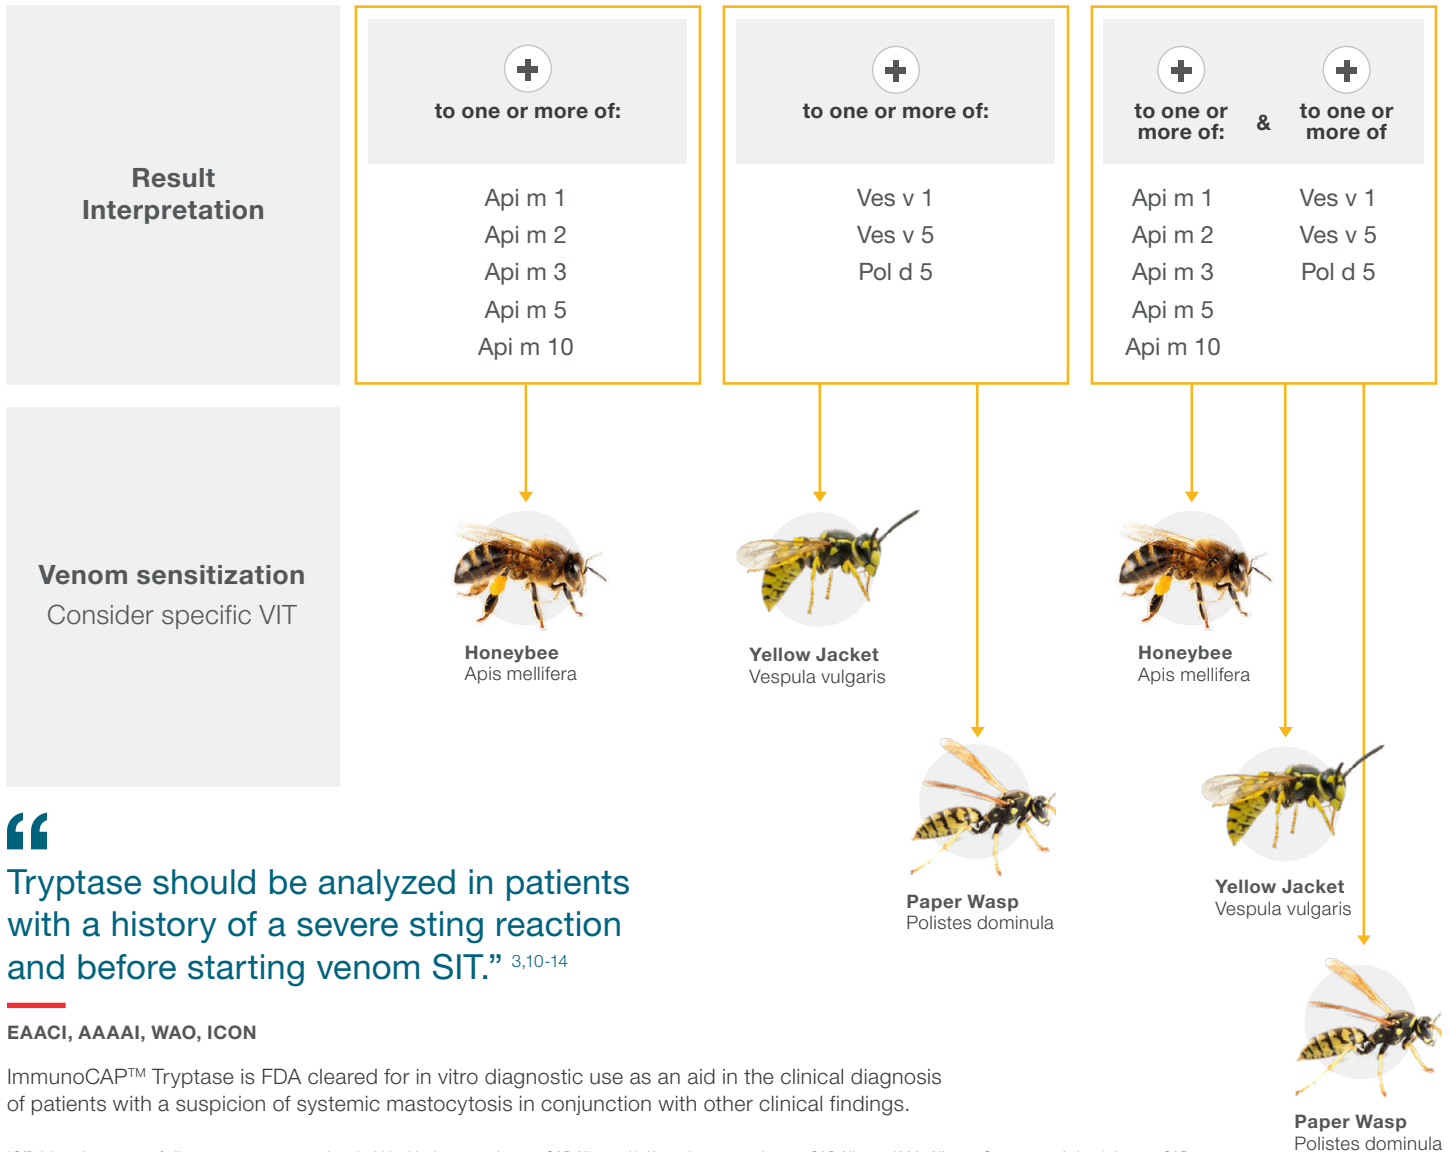 Result
Interpretation
to one or more of:
Api m 1
Api m 2
Api m 3
Api m 5
Api m 10
to one or more of:
Ves v 1
Ves v 5
Pol d 5
to one or
more of:
&
to one or
more of
Api m 1
Api m 2
Api m 3
Api m 5
Api m 10
Ves v 1
Ves v 5
Pol d 5
Venom sensitization
Consider specific VIT
Honeybee
Apis mellifera
Yellow Jacket
Vespula vulgaris
Paper Wasp
Polistes dominula
Honeybee
Apis mellifera
Yellow Jacket
Vespula vulgaris
Paper Wasp
Polistes dominula
“
Tryptase should be analyzed in patients
with a history of a severe sting reaction
and before starting venom SIT.” 3,10-14
EAACI, AAAAI, WAO, ICON
ImmunoCAP™ Tryptase is FDA cleared for in vitro diagnostic use as an aid in the clinical diagnosis
of patients with a suspicion of systemic mastocytosis in conjunction with other clinical findings.